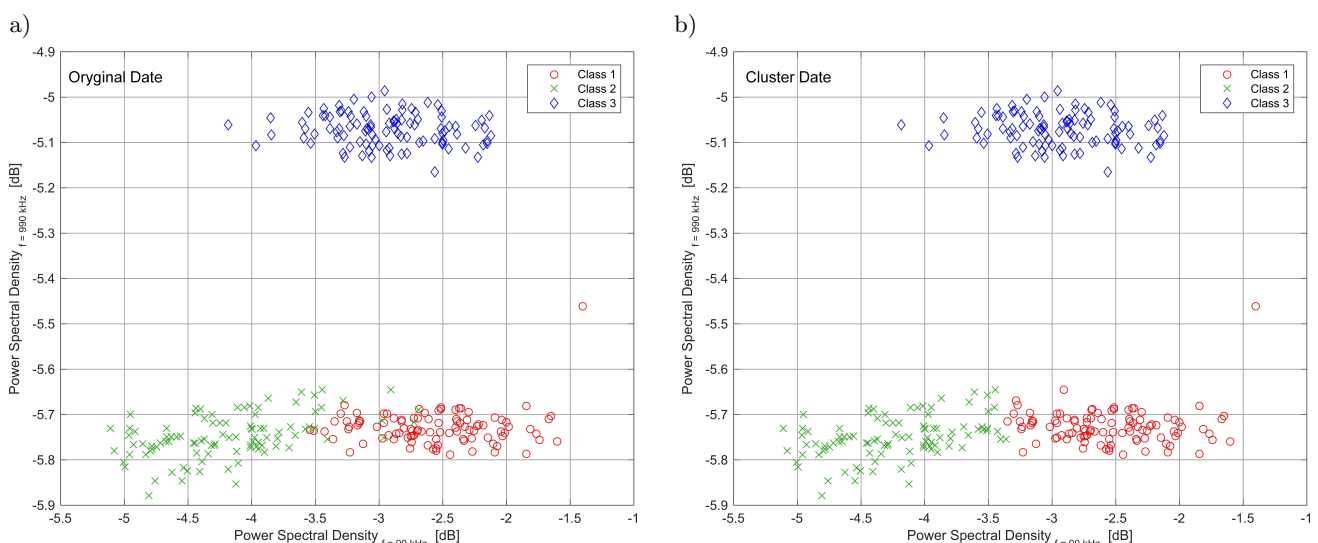 a)
b)
-4.9
-5
-5.1
-5.2
-5.3
-5.4
-5.5
-5.6
-5.7
-5.8
-5.9
Power Spectral Density f = 990 kHz [dB]
Oryginal Date
Class 1
Class 2
Class 3
-5.5 -5 -4.5 -4 -3.5 -3 -2.5 -2 -1.5 -1
Power Spectral Density f = 99 kHz [dB]
-4.9
-5
-5.1
-5.2
-5.3
-5.4
-5.5
-5.6
-5.7
-5.8
-5.9
Power Spectral Density f = 990 kHz [dB]
Cluster Date
Class 1
Class 2
Class 3
-5.5 -5 -4.5 -4 -3.5 -3 -2.5 -2 -1.5 -1
Power Spectral Density f = 99 kHz [dB]